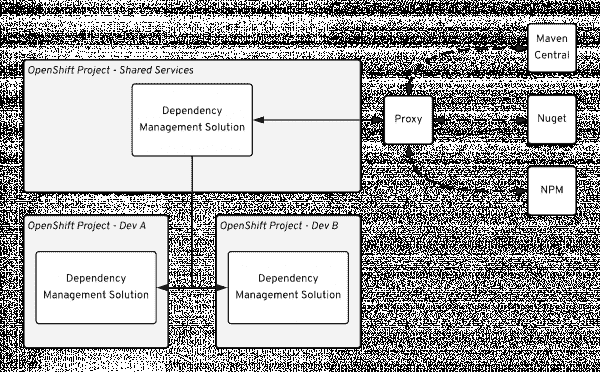 OpenShift Project - Shared Services
Dependency
Management Solution
Proxy
Maven
Central
Nuget
NPM
OpenShift Project - Dev A
Dependency
Management Solution
OpenShift Project - Dev B
Dependency
Management Solution